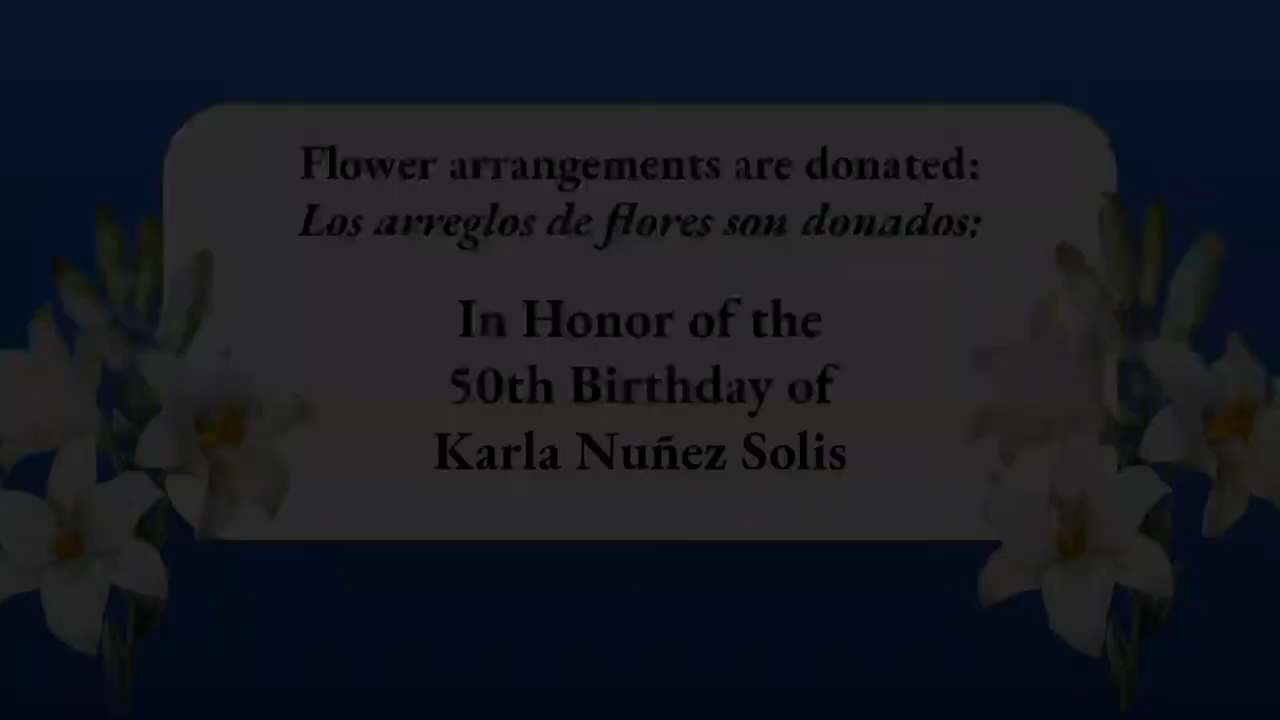 Flower arrangements are donated:
Los arreglos de flores son donados:
In Honor of the
50th Birthday of
Karla Nuñez Solis